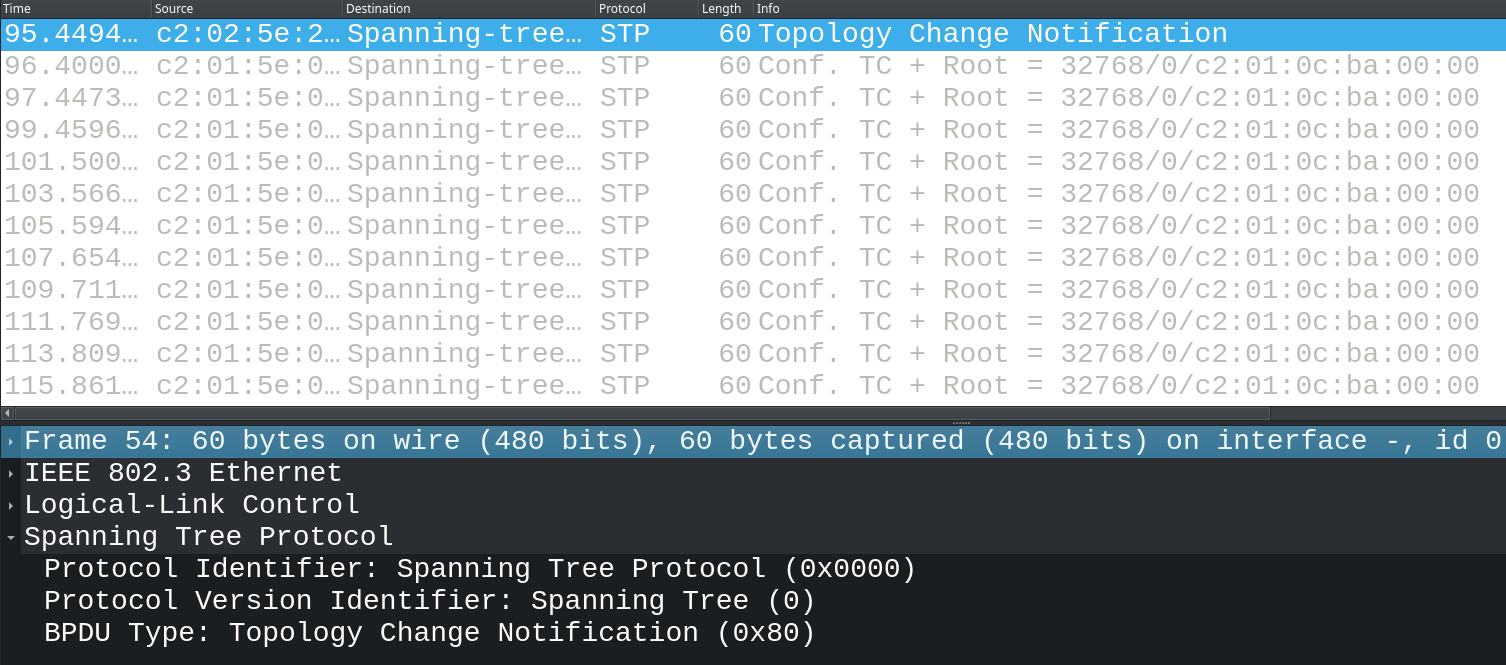 Time Source Destination Protocol Length Info
95.4494… c2:02:5e:2… Spanning-tree… STP 60 Topology Change Notification
96.4000… c2:01:5e:0… Spanning-tree… STP 60 Conf. TC + Root = 32768/0/c2:01:0c:ba:00:00
97.4473… c2:01:5e:0… Spanning-tree… STP 60 Conf. TC + Root = 32768/0/c2:01:0c:ba:00:00
99.4596… c2:01:5e:0… Spanning-tree… STP 60 Conf. TC + Root = 32768/0/c2:01:0c:ba:00:00
101.500… c2:01:5e:0… Spanning-tree… STP 60 Conf. TC + Root = 32768/0/c2:01:0c:ba:00:00
103.566… c2:01:5e:0… Spanning-tree… STP 60 Conf. TC + Root = 32768/0/c2:01:0c:ba:00:00
105.594… c2:01:5e:0… Spanning-tree… STP 60 Conf. TC + Root = 32768/0/c2:01:0c:ba:00:00
107.654… c2:01:5e:0… Spanning-tree… STP 60 Conf. TC + Root = 32768/0/c2:01:0c:ba:00:00
109.711… c2:01:5e:0… Spanning-tree… STP 60 Conf. TC + Root = 32768/0/c2:01:0c:ba:00:00
111.769… c2:01:5e:0… Spanning-tree… STP 60 Conf. TC + Root = 32768/0/c2:01:0c:ba:00:00
113.809… c2:01:5e:0… Spanning-tree… STP 60 Conf. TC + Root = 32768/0/c2:01:0c:ba:00:00
115.861… c2:01:5e:0… Spanning-tree… STP 60 Conf. TC + Root = 32768/0/c2:01:0c:ba:00:00
Frame 54: 60 bytes on wire (480 bits), 60 bytes captured (480 bits) on interface -, id 0
IEEE 802.3 Ethernet
Logical-Link Control
Spanning Tree Protocol
Protocol Identifier: Spanning Tree Protocol (0x0000)
Protocol Version Identifier: Spanning Tree (0)
BPDU Type: Topology Change Notification (0x80)